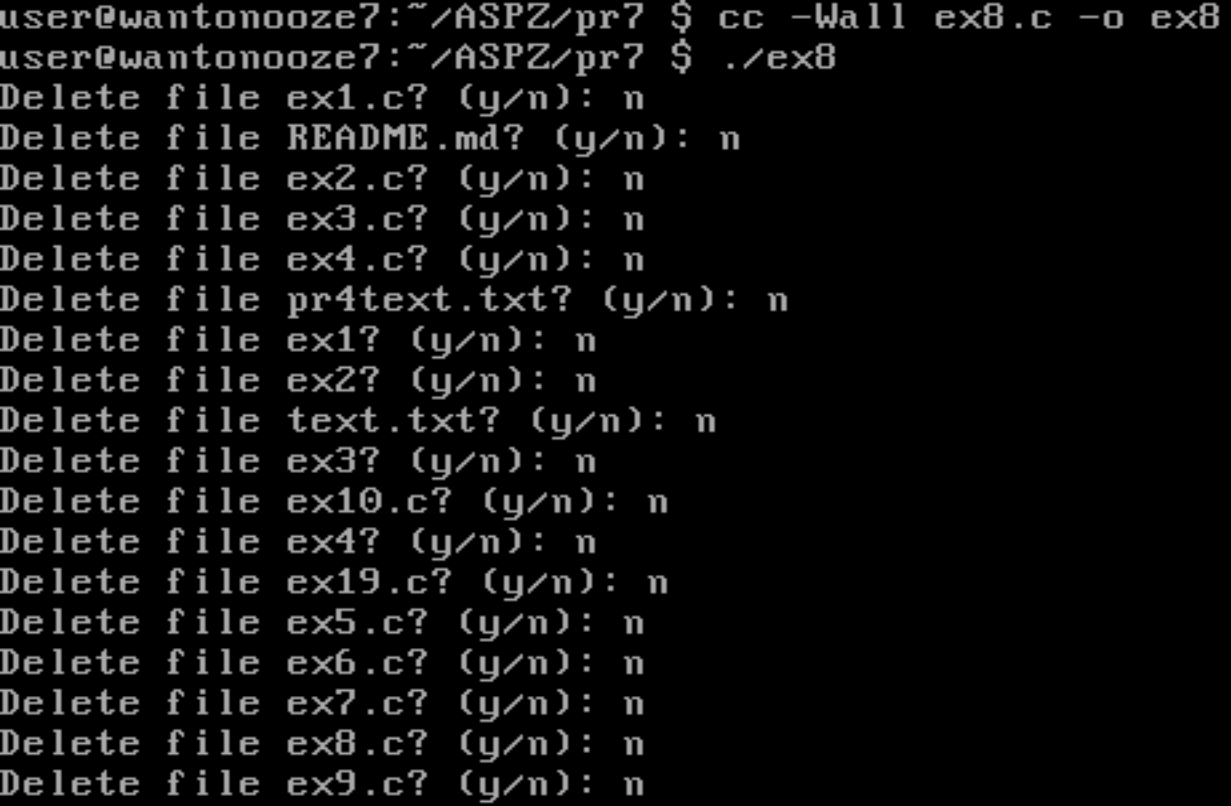 user@wantonooze7:~/ASPZ/pr7 $ cc -Wall ex8.c -o ex8
user@wantonooze7:~/ASPZ/pr7 $ ./ex8
Delete file ex1.c? (y/n): n
Delete file README.md? (y/n): n
Delete file ex2.c? (y/n): n
Delete file ex3.c? (y/n): n
Delete file ex4.c? (y/n): n
Delete file pr4text.txt? (y/n): n
Delete file ex1? (y/n): n
Delete file ex2? (y/n): n
Delete file text.txt? (y/n): n
Delete file ex3? (y/n): n
Delete file ex10.c? (y/n): n
Delete file ex4? (y/n): n
Delete file ex19.c? (y/n): n
Delete file ex5.c? (y/n): n
Delete file ex6.c? (y/n): n
Delete file ex7.c? (y/n): n
Delete file ex8.c? (y/n): n
Delete file ex9.c? (y/n): n